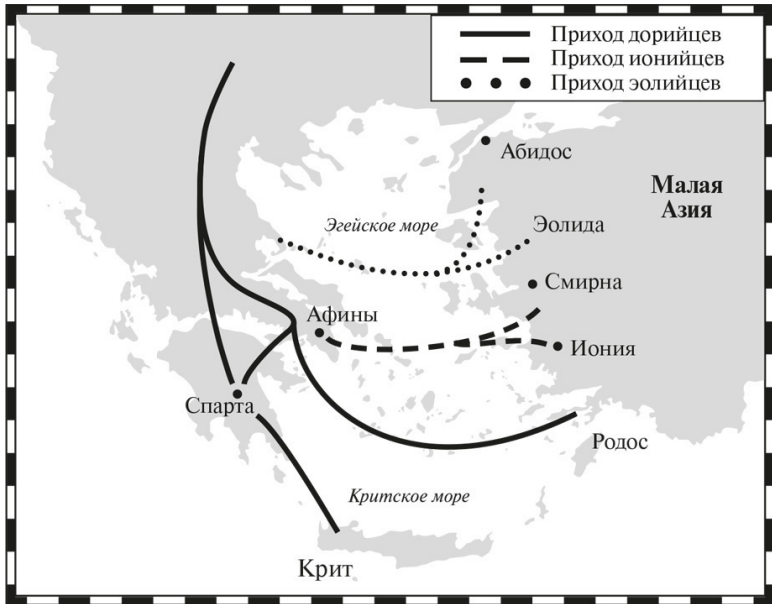 Приход дорийцев
Приход ионийцев
Приход эолийцев
Абидос
Малая
Азия
Эгейское море
Эолида
Смирна
Афины
Иония
Спарта
Родос
Критское море
Крит